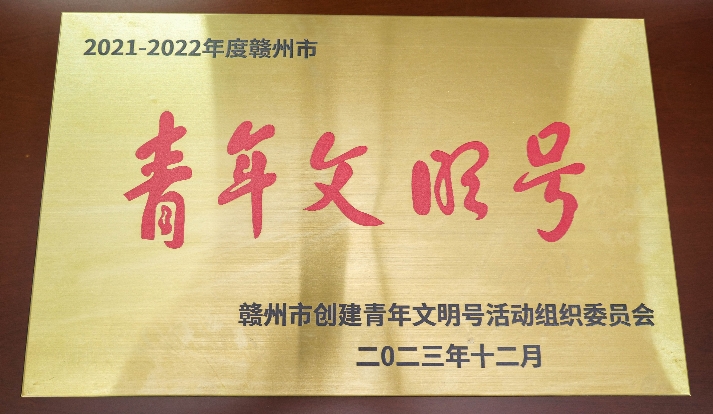 2021-2022年度赣州市
青年文明号
赣州市创建青年文明号活动组织委员会
二0二三年十二月